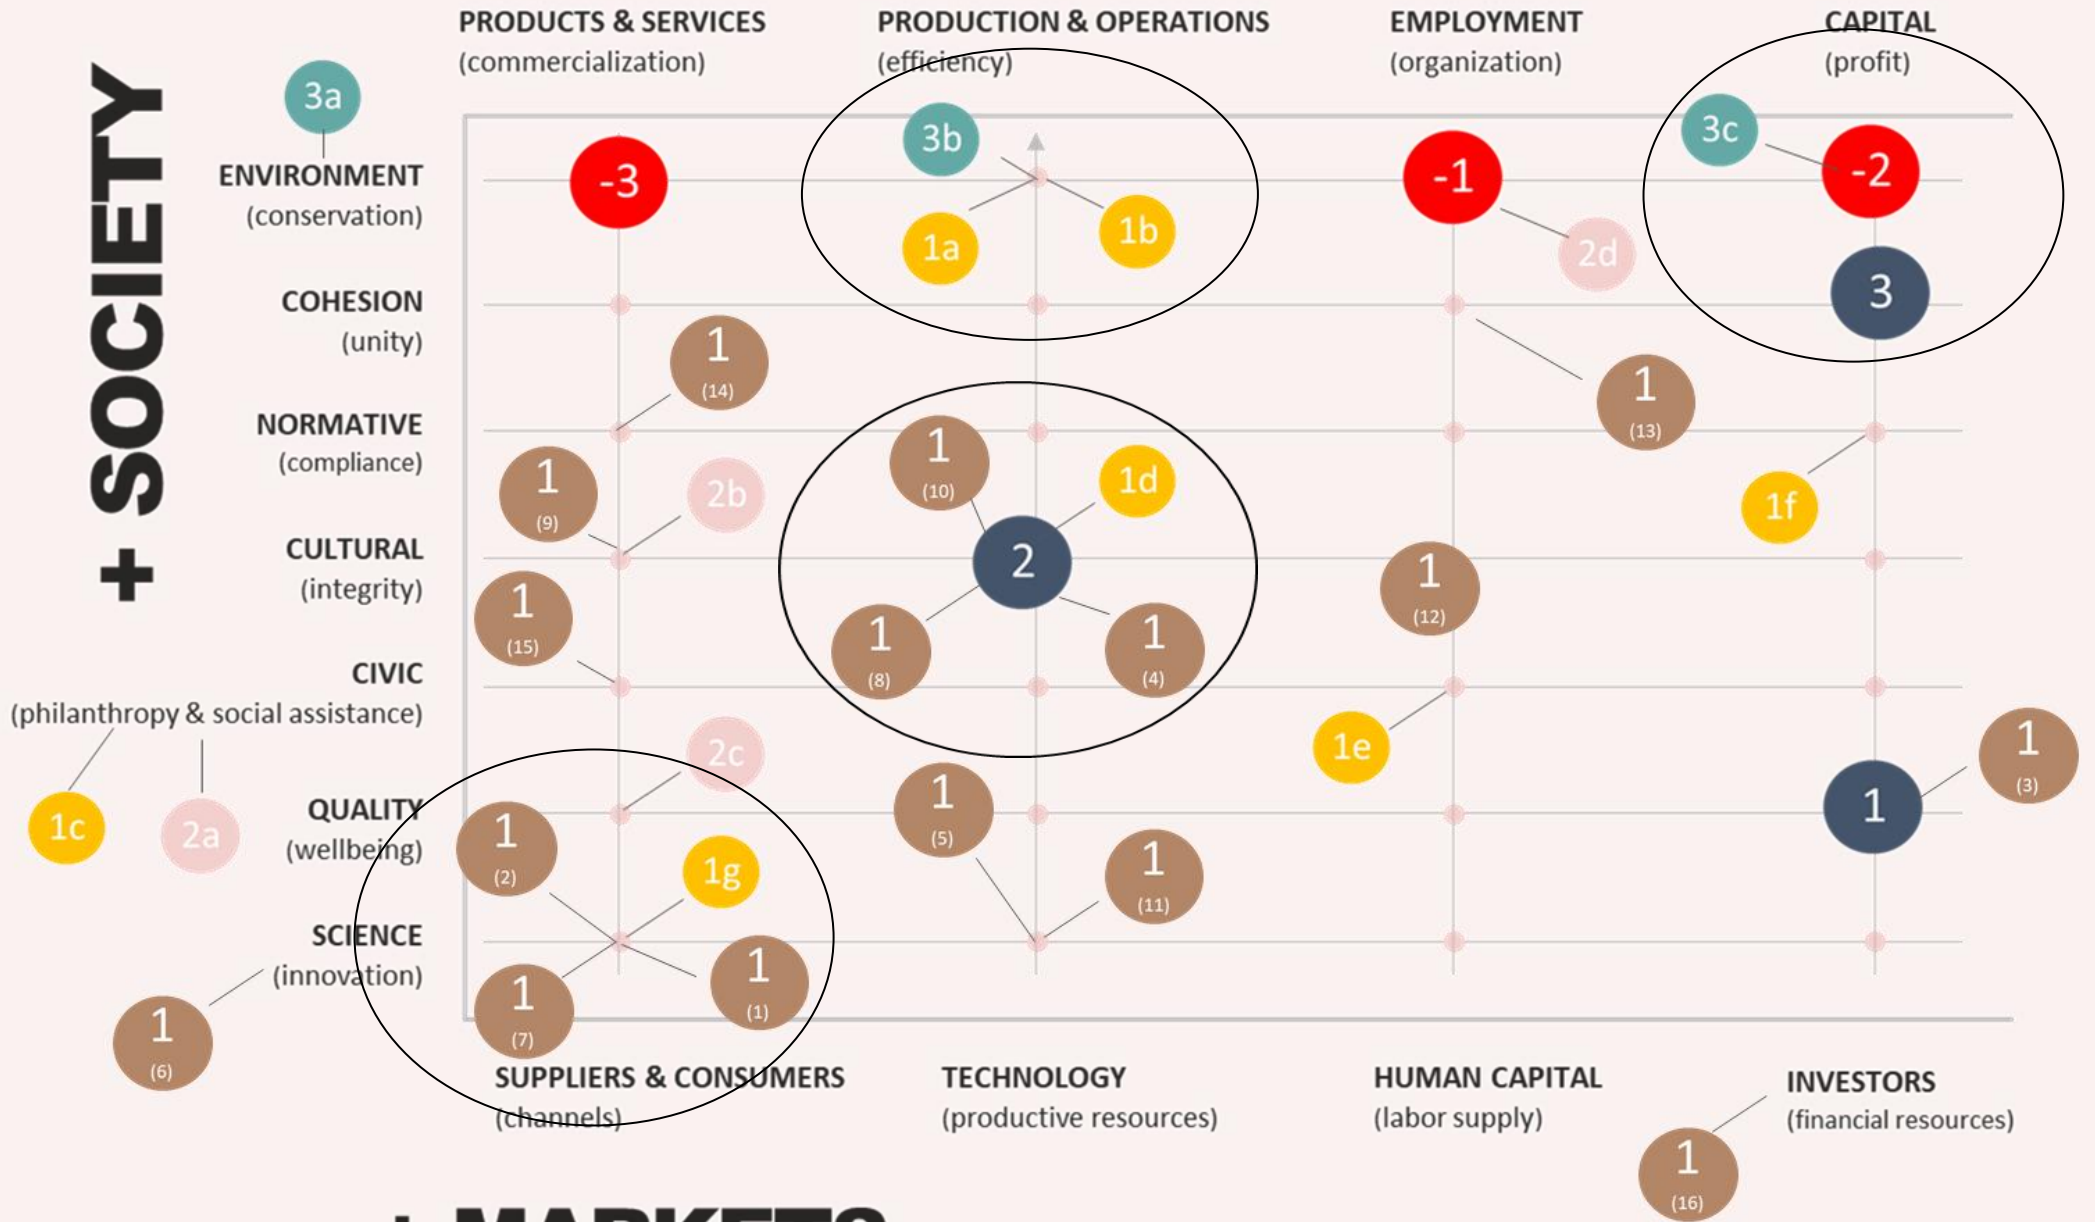 PRODUCTS & SERVICES
(commercialization)
PRODUCTION & OPERATIONS
(efficiency)
EMPLOYMENT
(organization)
CAPITAL
(profit)
+ SOCIETY
3a
ENVIRONMENT
(conservation)
-3
3b
1a
1b
-1
2d
3c
-2
3
COHESION
(unity)
1
(14)
1
(13)
NORMATIVE
(compliance)
1
(9)
2b
1
(10)
1d
1f
CULTURAL
(integrity)
2
1
(12)
1
(15)
1
(8)
1
(4)
CIVIC
(philanthropy & social assistance)
1c
2a
2c
1e
1
(3)
QUALITY
(wellbeing)
1
(2)
1g
1
(5)
1
(11)
1
SCIENCE
(innovation)
1
(6)
1
(7)
1
(1)
SUPPLIERS & CONSUMERS
(channels)
TECHNOLOGY
(productive resources)
HUMAN CAPITAL
(labor supply)
INVESTORS
(financial resources)
1
(16)
+ MARKETS